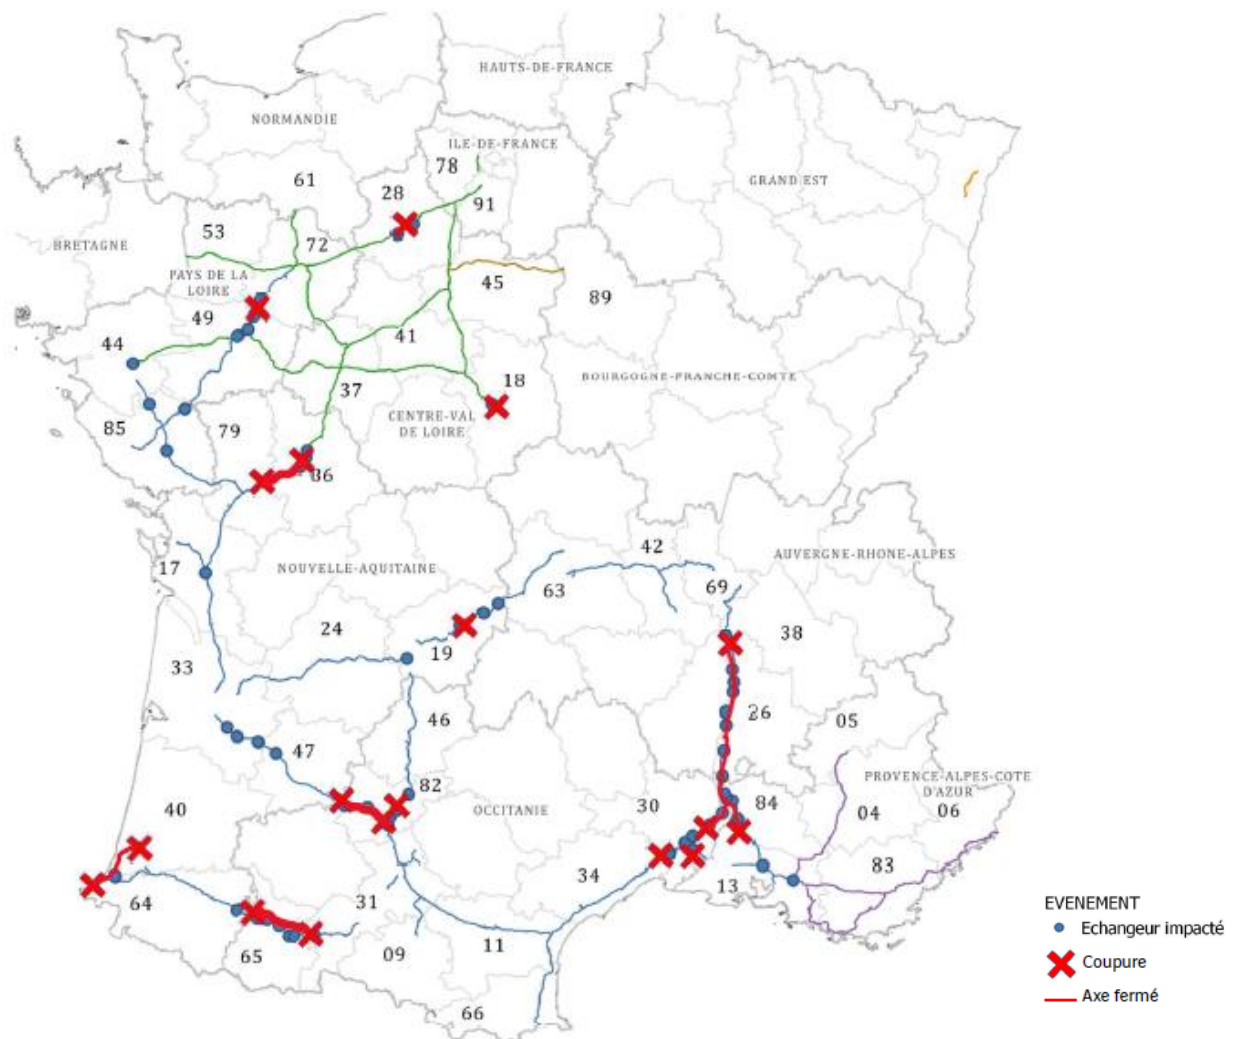 HAUTS-DE-FRANCE
NORMANDIE
ILE-DE-FRANCE
78
61
GRAND EST
28
91
53
BRETAGNE
72
PAYS DE LA
LOIRE
45
89
49
44
41
18
BOURGOGNE-FRANCHE-COMTE
37
CENTRE-VAL
DE LOIRE
85
79
86
42
AUVERGNE-RHONE-ALPES
17
NOUVELLE-AQUITAINE
63
69
24
38
19
33
46
26
05
47
PROVENCE-ALPES-COTE
D'AZUR
82
40
OCCITANIE
30
84
04
06
34
83
13
64
31
11
09
65
66
EVENEMENT
Echangeur impacté
Coupure
Axe fermé